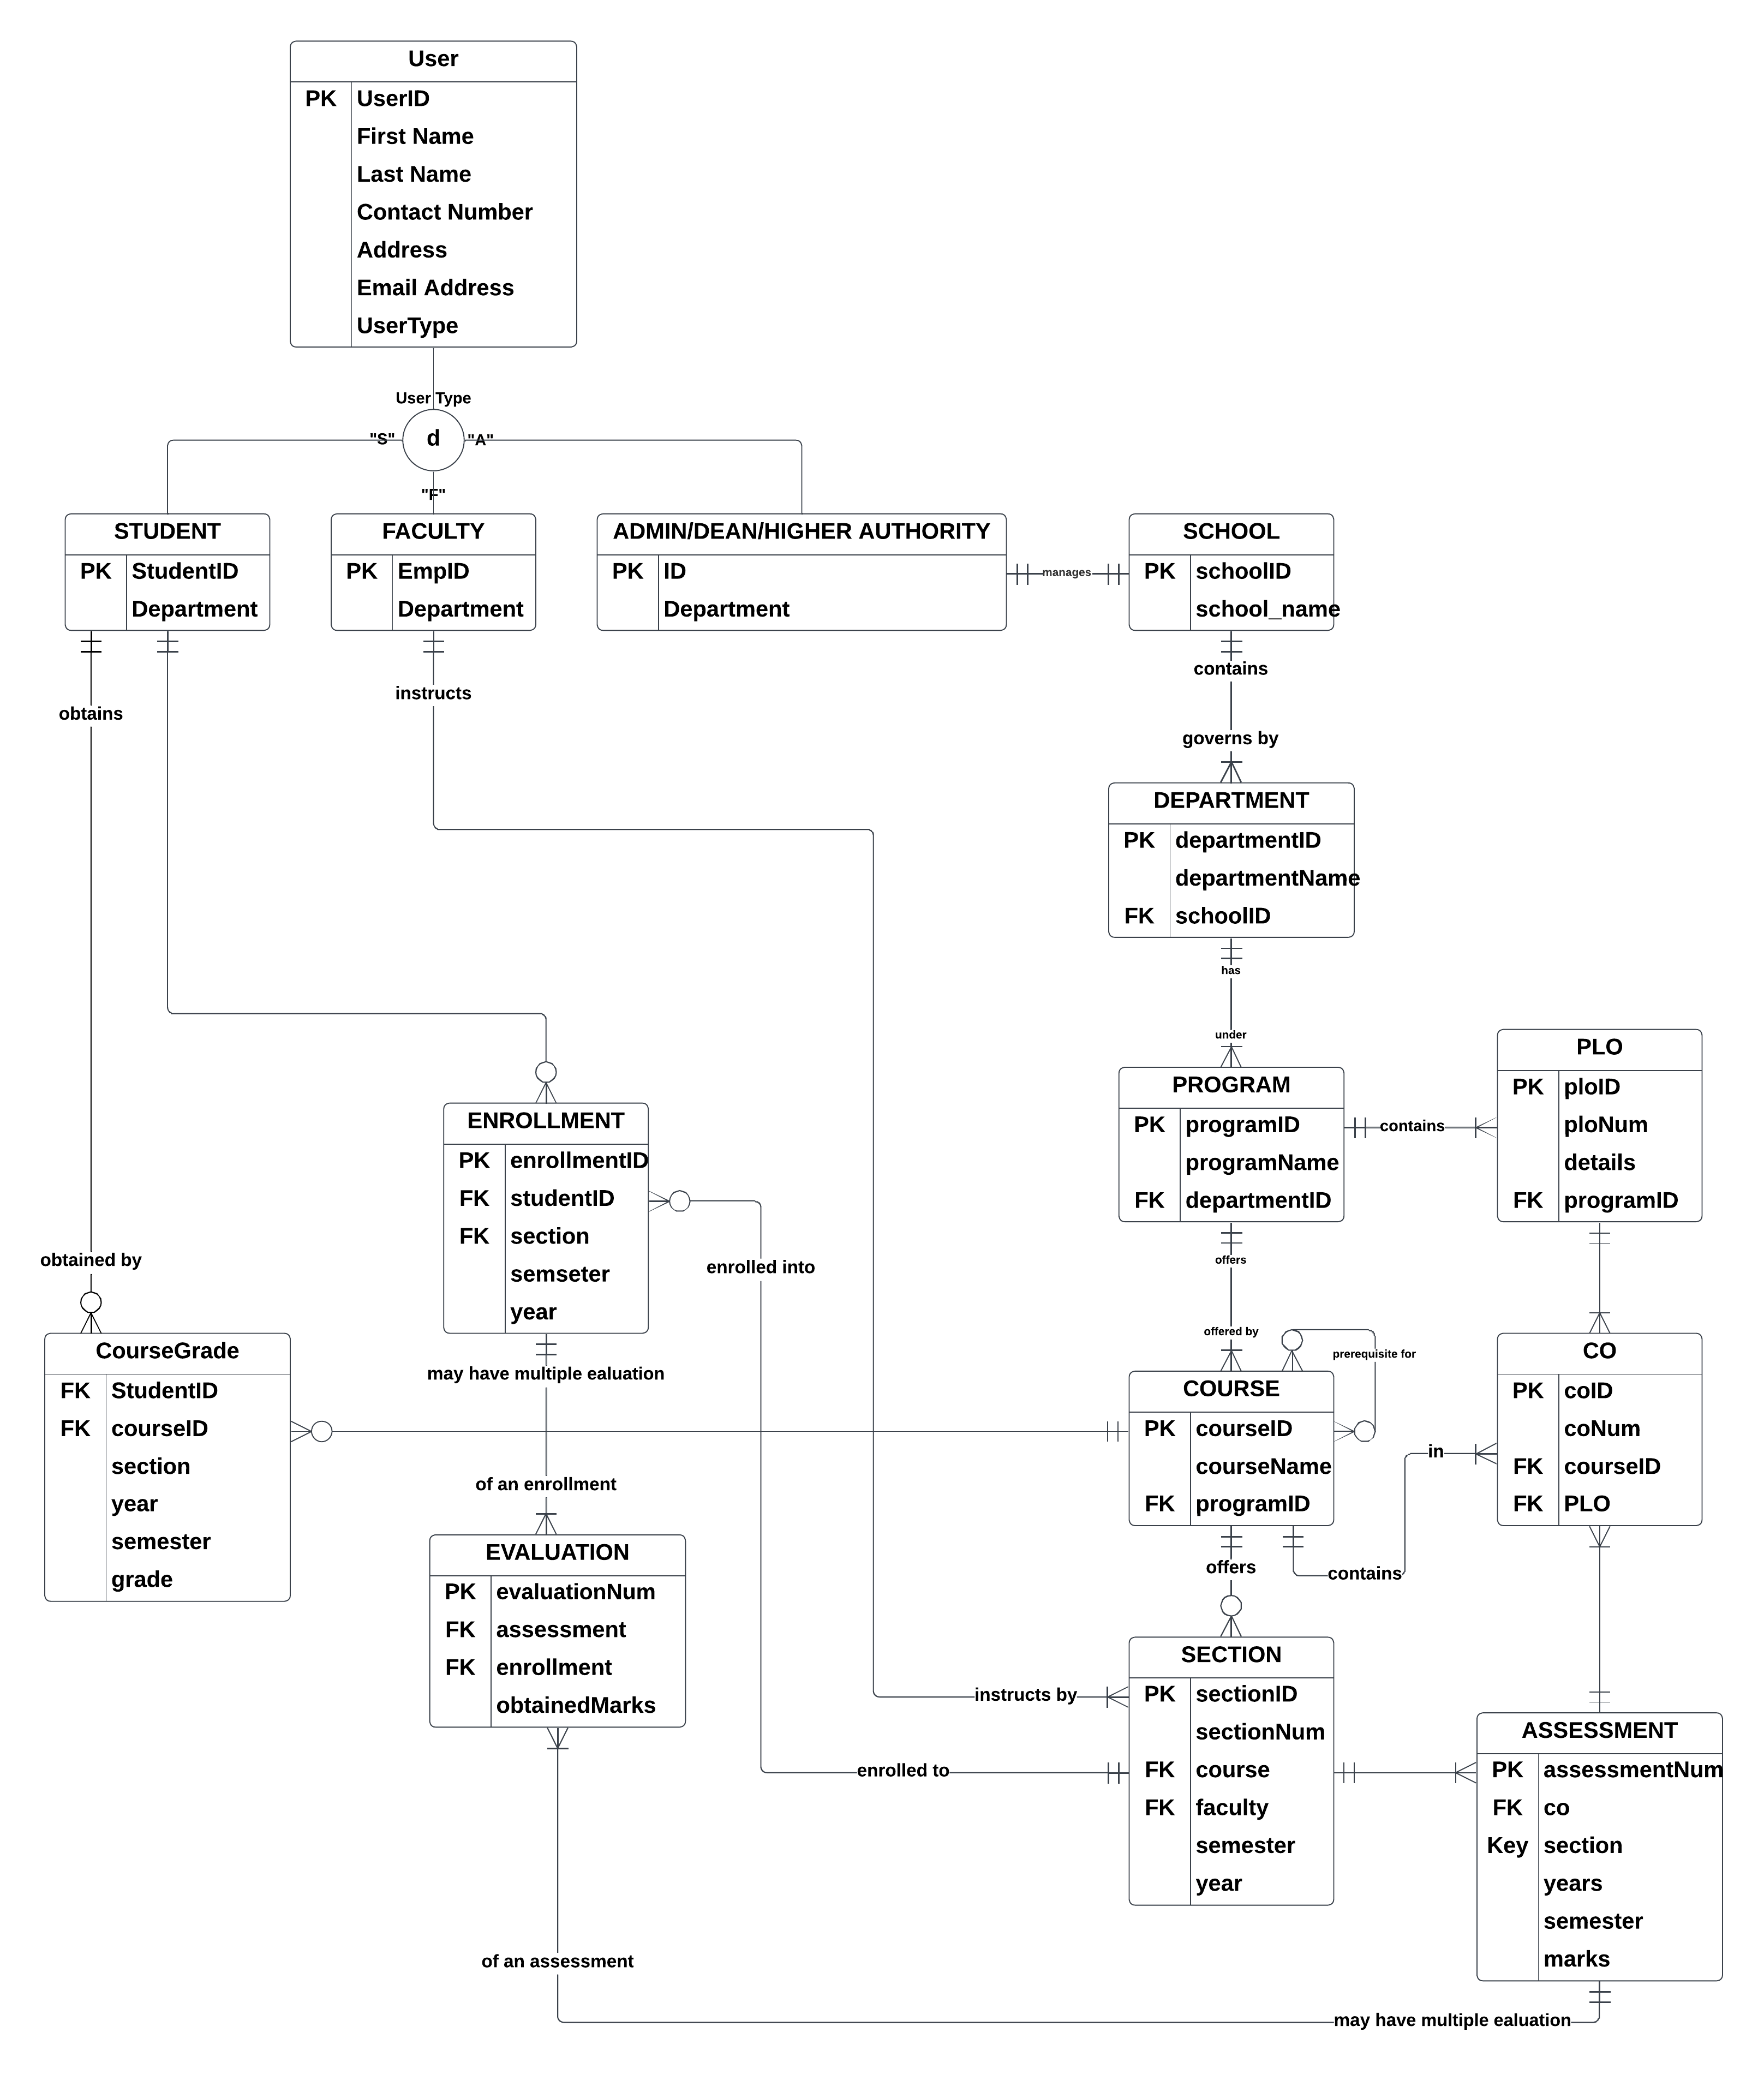 User
PK UserID
First Name
Last Name
Contact Number
Address
Email Address
UserType
User Type
"S" d "A"
"F"
STUDENT
PK StudentID
Department
FACULTY
PK EmpID
Department
ADMIN/DEAN/HIGHER AUTHORITY
PK ID
Department
manages
SCHOOL
PK schoolID
school_name
contains
governs by
obtains
instructs
DEPARTMENT
PK departmentID
departmentName
FK schoolID
has
under
PROGRAM
PK programID
programName
FK departmentID
contains
PLO
PK ploID
ploNum
details
FK programID
ENROLLMENT
PK enrollmentID
FK studentID
FK section
semseter
year
enrolled into
obtained by
offers
offered by
prerequisite for
CourseGrade
FK StudentID
FK courseID
section
year
semester
grade
may have multiple ealuation
of an enrollment
COURSE
PK courseID
courseName
FK programID
in
contains
CO
PK coID
coNum
FK courseID
FK PLO
offers
EVALUATION
PK evaluationNum
FK assessment
FK enrollment
obtainedMarks
instructs by
enrolled to
SECTION
PK sectionID
sectionNum
FK course
FK faculty
semester
year
ASSESSMENT
PK assessmentNum
FK co
Key section
years
semester
marks
of an assessment
may have multiple ealuation